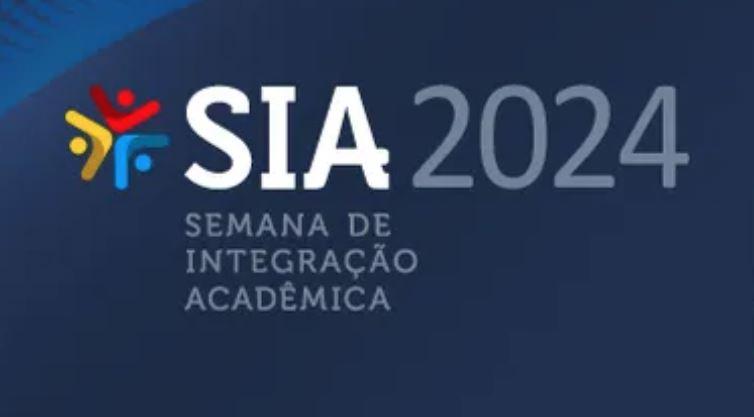 SIA 2024
SEMANA DE
INTEGRAÇÃO
ACADÊMICA